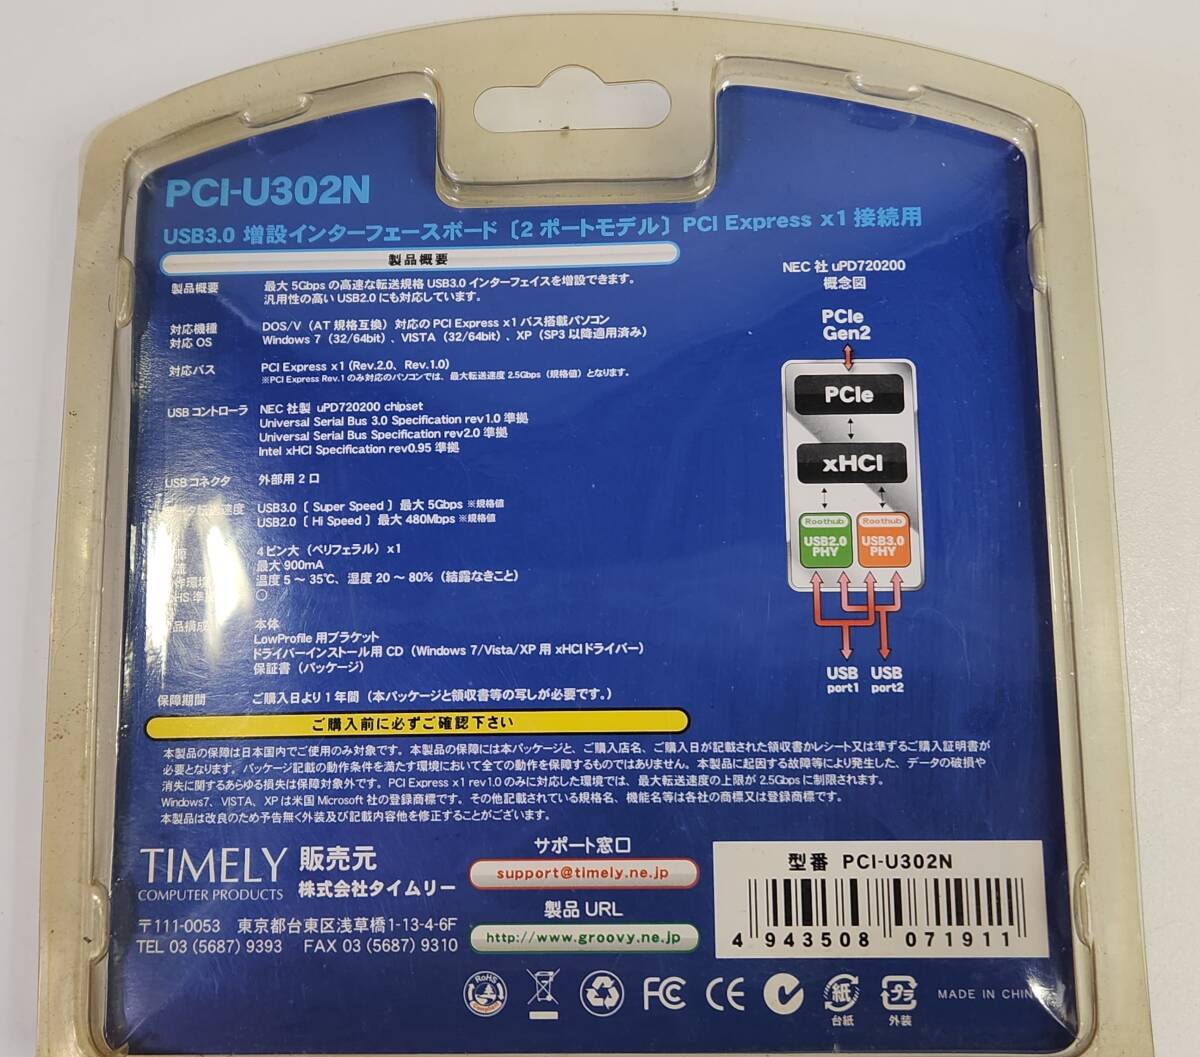 PCI-U302N
USB3.0 増設インターフェースボード〔2 ポートモデル〕PCI Express x1 接続用
製品概要
製品概要 最大 5Gbps の高速な転送規格 USB3.0 インターフェイスを増設できます。
汎用性の高い USB2.0 にも対応しています。
対応機種 DOS/V（AT 規格互換）対応の PCI Express x1 バス搭載パソコン
対応 OS Windows 7（32/64bit）、VISTA（32/64bit）、XP（SP3 以降適用済み）
対応バス PCI Express x1 (Rev.2.0、Rev.1.0)
※PCI Express Rev.1 のみ対応のパソコンでは、最大転送速度 2.5Gbps（規格値）となります。
USB コントローラ NEC 社製 uPD720200 chipset
Universal Serial Bus 3.0 Specification rev1.0 準拠
Universal Serial Bus Specification rev2.0 準拠
Intel xHCI Specification rev0.95 準拠
USB コネクタ 外部用 2 口
データ転送速度 USB3.0〔 Super Speed 〕最大 5Gbps ※規格値
USB2.0〔 Hi Speed 〕最大 480Mbps ※規格値
4 ピン大（ペリフェラル）x1
最大 900mA
作環境 温度 5 〜 35℃、湿度 20 〜 80%（結露なきこと）
HS 準 ○
品構成 本体
LowProfile 用ブラケット
ドライバーインストール用 CD（Windows 7/Vista/XP 用 xHCI ドライバー）
保証書（パッケージ）
保障期間 ご購入日より 1 年間（本パッケージと領収書等の写しが必要です。）
ご購入前に必ずご確認下さい
本製品の保障は日本国内でご使用のみ対象です。本製品の保障には本パッケージと、ご購入店名、ご購入日が記載された領収書かレシート又は準ずるご購入証明書が
必要となります。パッケージ記載の動作条件を満たす環境において全ての動作を保障するものではありません。本製品に起因する故障等により発生した、データの破損や
消失に関するあらゆる損失は保障対象外です。PCI Express x1 rev1.0 のみに対応した環境では、最大転送速度の上限が 2.5Gbps に制限されます。
Windows7、VISTA、XP は米国 Microsoft 社の登録商標です。その他記載されている規格名、機能名等は各社の商標又は登録商標です。
本製品は改良のため予告無く外装及び記載内容他を修正することがございます。
NEC 社 uPD720200
概念図
PCIe
Gen2
PCIe
xHCI
Roothub Roothub
USB2.0 USB3.0
PHY PHY
USB USB
port1 port2
TIMELY
COMPUTER PRODUCTS
販売元
株式会社タイムリー
〒111-0053 東京都台東区浅草橋1-13-4-6F
TEL 03 (5687) 9393 FAX 03 (5687) 9310
サポート窓口
support@timely.ne.jp
製品 URL
http://www.groovy.ne.jp
型番 PCI-U302N
4 943508 071911
RoHS
FC CE
紙
台紙
プラ
外装
MADE IN CHIN